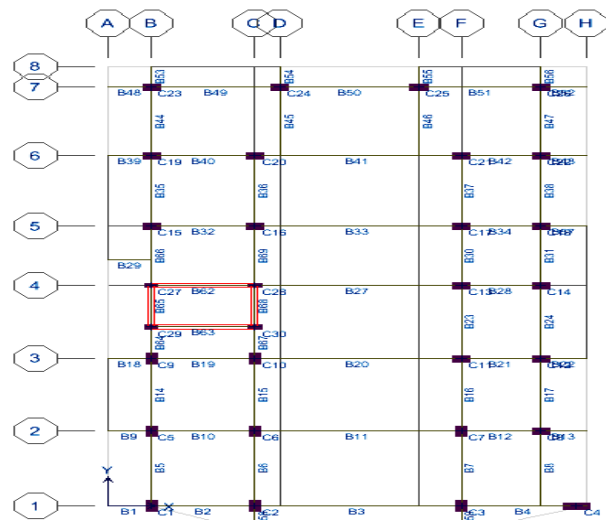 A B C D E F G H
8
B53 B54 B55 B56
7
B48 C23 B49 C24 B50 C25 B51
B44 B45 B46 B47
6
B39 C19 B40 C20 B41 C21 B42
B35 B36 B37 B38
5
C15 B32 C16 B33 C17 B34
B29 B66 B69 B30 B31
4
C27 B62 C28 B27 C13 B28 C14
B65 B68 B23 B24
C29 B63 C30
B64 B67
3
B18 C9 B19 C10 B20 C11 B21
B14 B15 B16 B17
2
B9 C5 B10 C6 B11 C7 B12 B13
Y B5 B6 B7 B8
1
B1 C1 X B2 C2 B3 C3 B4 C4